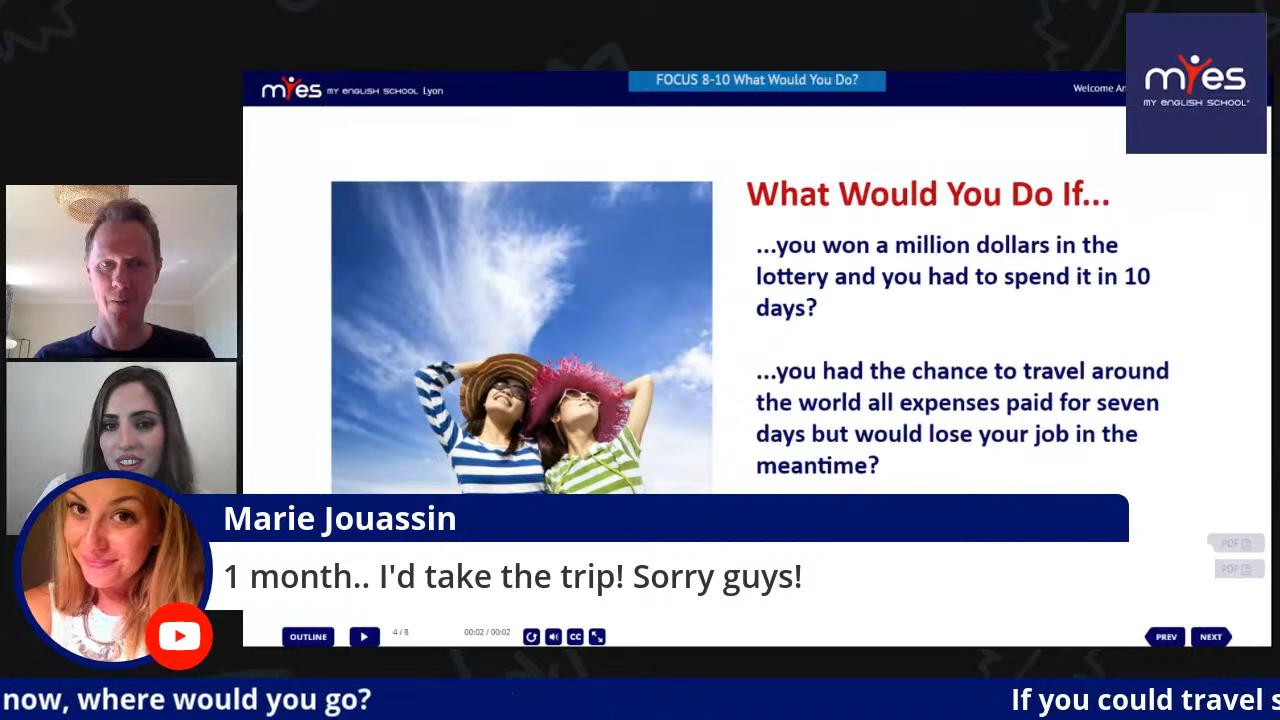 myes MY ENGLISH SCHOOL Lyon
FOCUS 8-10 What Would You Do?
Welcome
myes
MY ENGLISH SCHOOL
What Would You Do If...
...you won a million dollars in the
lottery and you had to spend it in 10
days?
...you had the chance to travel around
the world all expenses paid for seven
days but would lose your job in the
meantime?
Marie Jouassin
1 month.. I'd take the trip! Sorry guys!
PDF
PDF
OUTLINE
4 / 8
00:02 / 00:02
CC
PREV
NEXT
now, where would you go?
If you could travel s